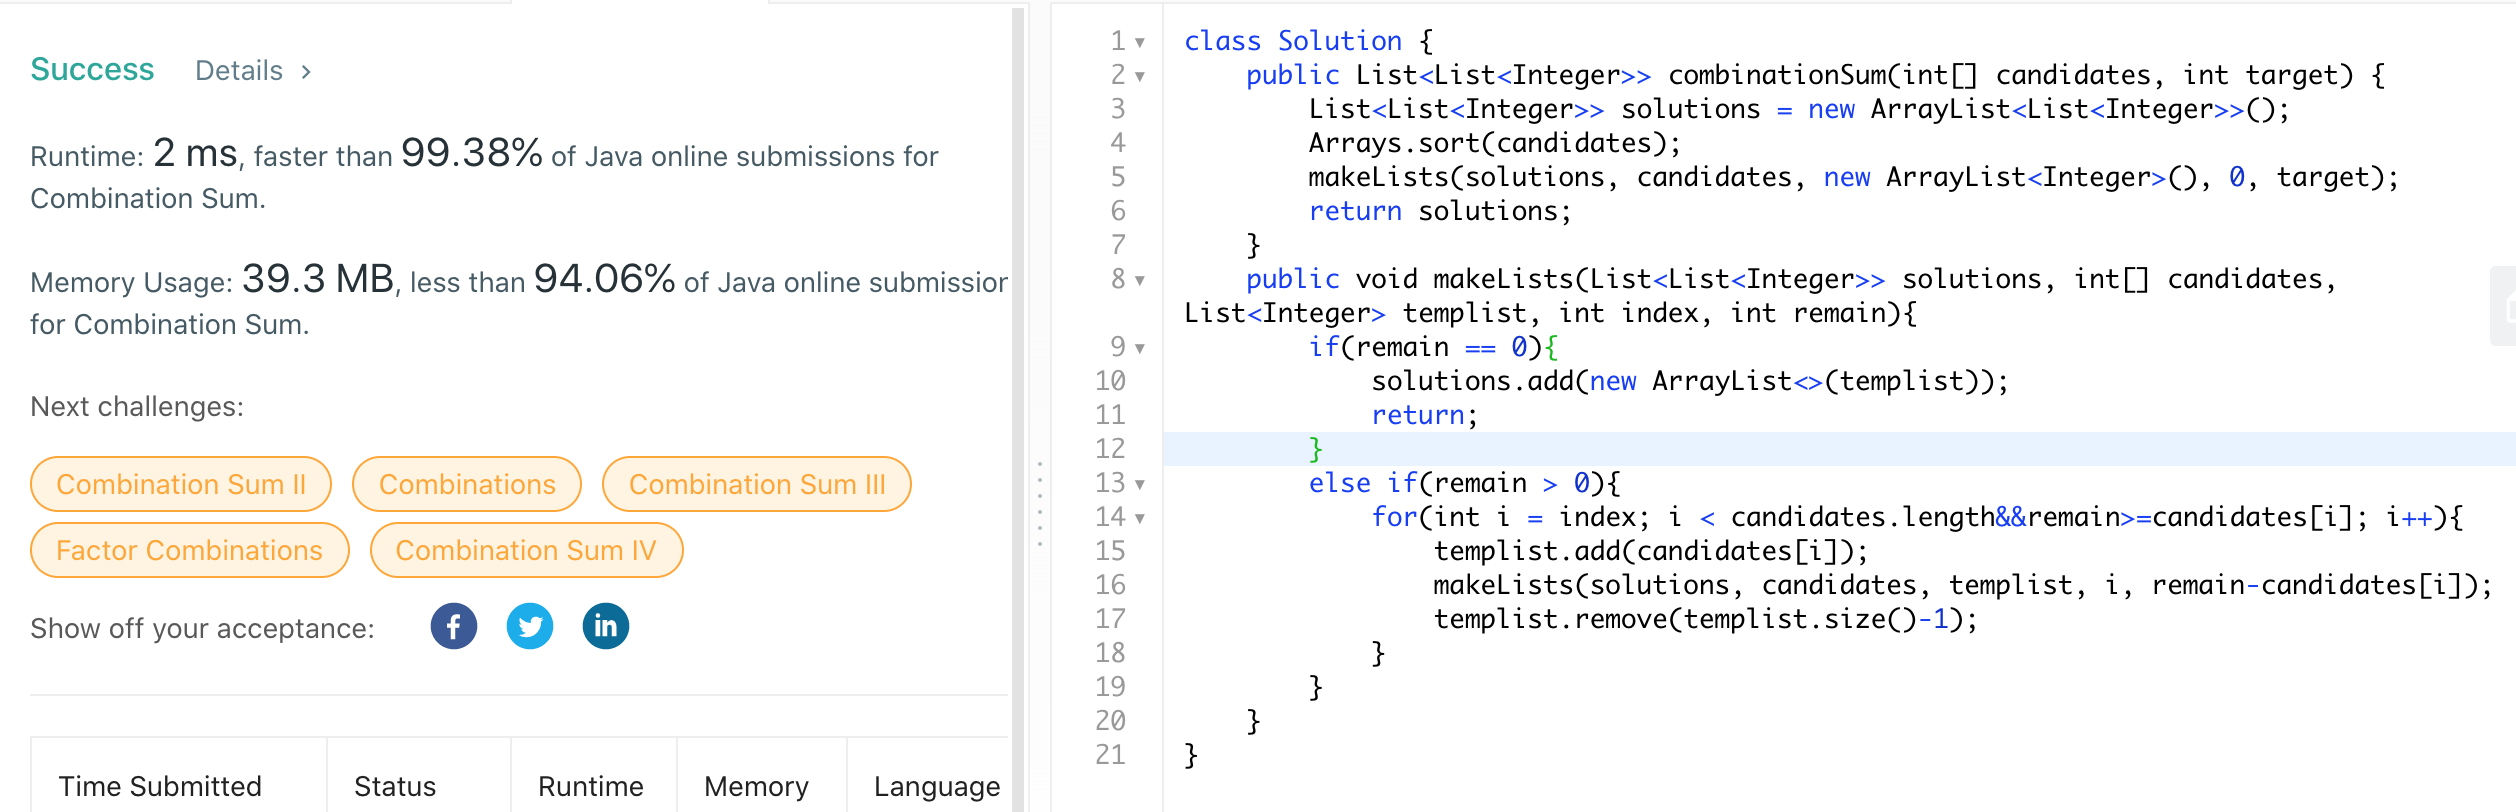 Success Details >
Runtime: 2 ms, faster than 99.38% of Java online submissions for
Combination Sum.
Memory Usage: 39.3 MB, less than 94.06% of Java online submission
for Combination Sum.
Next challenges:
Combination Sum II Combinations Combination Sum III
Factor Combinations Combination Sum IV
Show off your acceptance: f in
Time Submitted Status Runtime Memory Language
1 class Solution {
2     public List<List<Integer>> combinationSum(int[] candidates, int target) {
3         List<List<Integer>> solutions = new ArrayList<List<Integer>>();
4         Arrays.sort(candidates);
5         makeLists(solutions, candidates, new ArrayList<Integer>(), 0, target);
6         return solutions;
7     }
8     public void makeLists(List<List<Integer>> solutions, int[] candidates,
List<Integer> templist, int index, int remain){
9         if(remain == 0){
10             solutions.add(new ArrayList<>(templist));
11             return;
12         }
13         else if(remain > 0){
14             for(int i = index; i < candidates.length&&remain>=candidates[i]; i++){
15                 templist.add(candidates[i]);
16                 makeLists(solutions, candidates, templist, i, remain-candidates[i]);
17                 templist.remove(templist.size()-1);
18             }
19         }
20     }
21 }